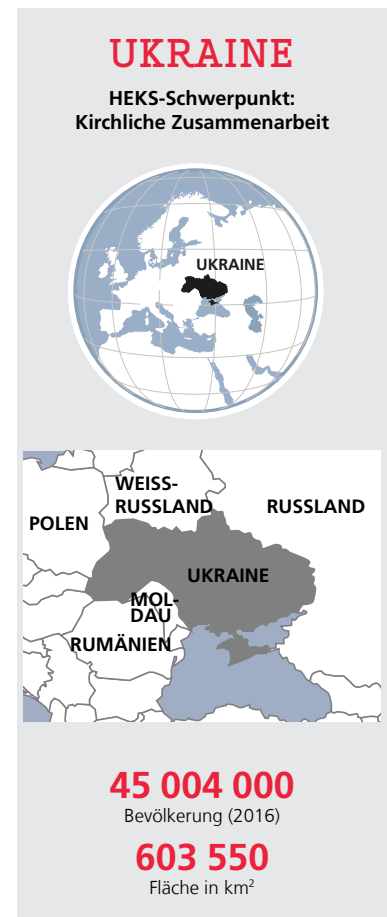 UKRAINE
HEKS-Schwerpunkt:
Kirchliche Zusammenarbeit
UKRAINE
WEISS-
RUSSLAND
RUSSLAND
POLEN
UKRAINE
MOL-
DAU
RUMÄNIEN
45 004 000
Bevölkerung (2016)
603 550
Fläche in km²